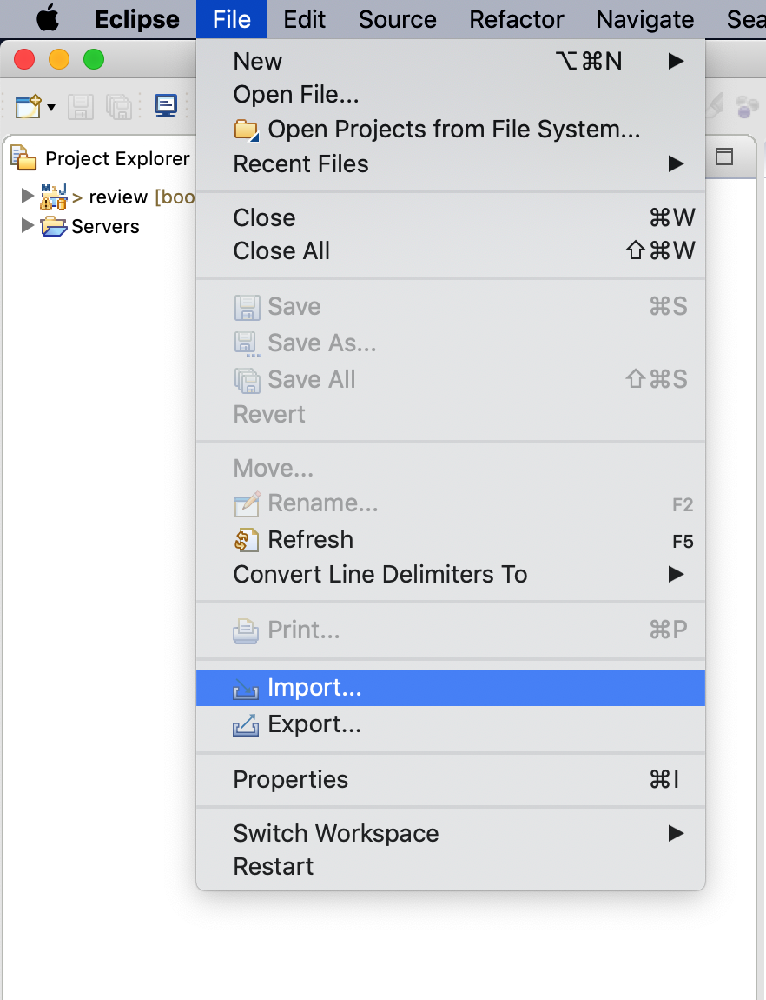 Eclipse File Edit Source Refactor Navigate Sea
New ⌥⌘N
Open File...
Open Projects from File System...
Project Explorer
Recent Files
> review [boo
Servers
Close ⌘W
Close All ⇧⌘W
Save ⌘S
Save As...
Save All ⇧⌘S
Revert
Move...
Rename... F2
Refresh F5
Convert Line Delimiters To
Print... ⌘P
Import...
Export...
Properties ⌘I
Switch Workspace
Restart